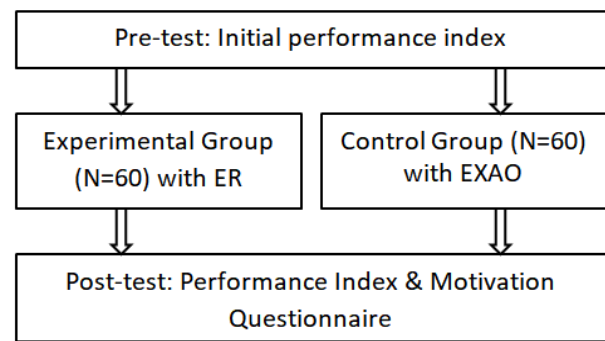 Pre-test: Initial performance index
Experimental Group
(N=60) with ER
Control Group (N=60)
with EXAO
Post-test: Performance Index & Motivation
Questionnaire